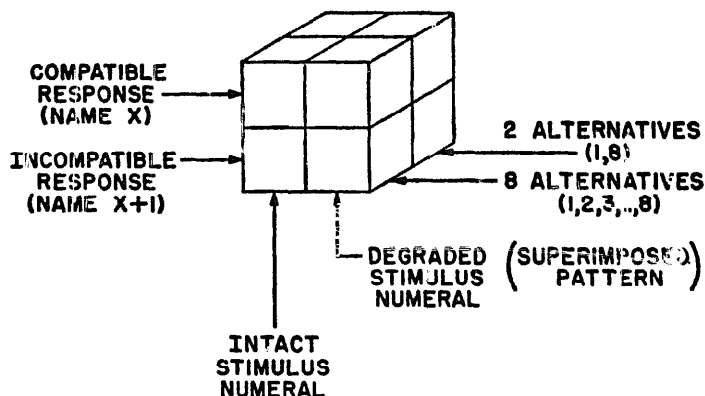 COMPATIBLE
RESPONSE
(NAME X)
INCOMPATIBLE
RESPONSE
(NAME X+1)
2 ALTERNATIVES
(1,8)
8 ALTERNATIVES
(1,2,3,..,8)
DEGRADED
STIMULUS
NUMERAL
(SUPERIMPOSED
PATTERN)
INTACT
STIMULUS
NUMERAL